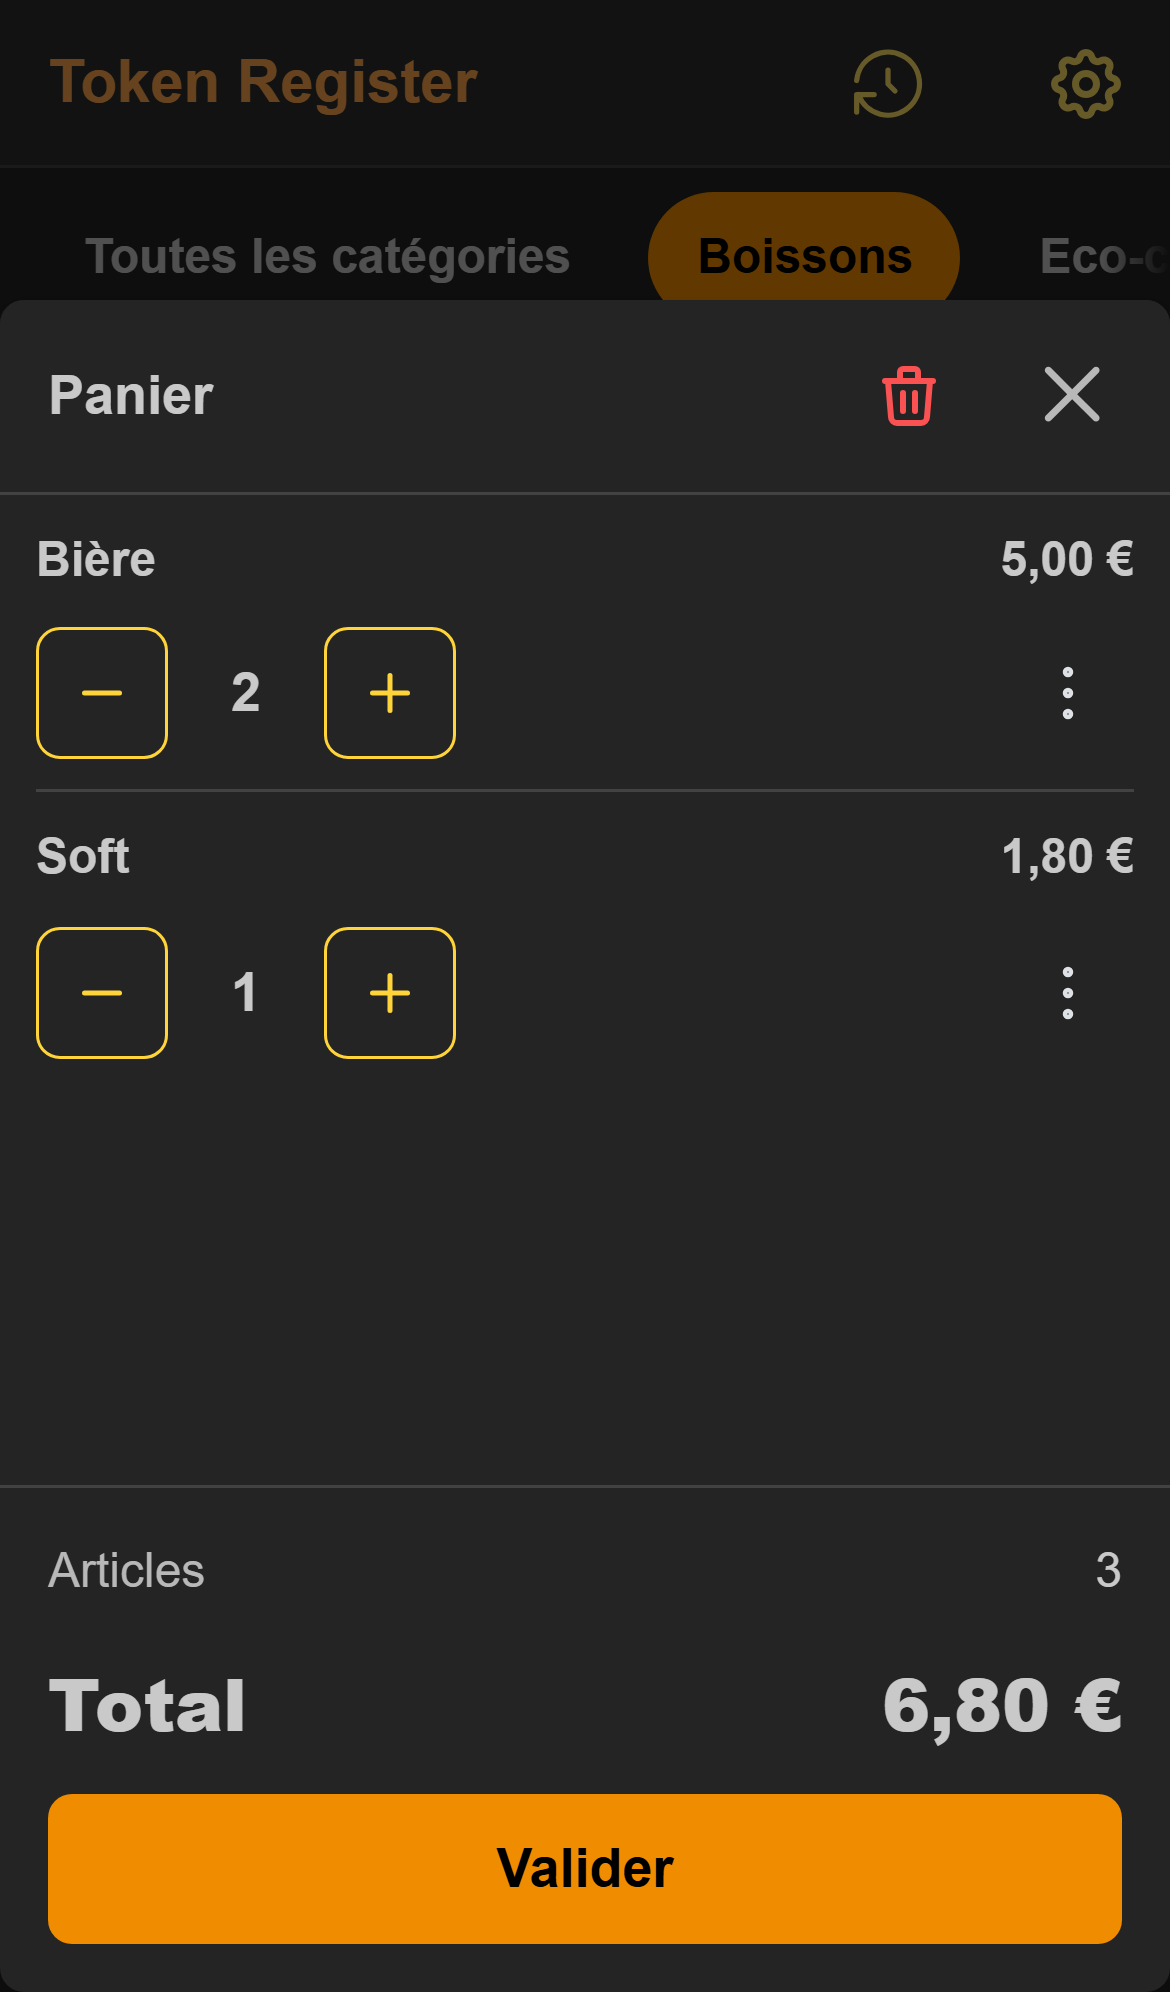 Token Register
Toutes les catégories Boissons Eco-
Panier
Bière 5,00 €
2
Soft 1,80 €
1
Articles 3
Total 6,80 €
Valider